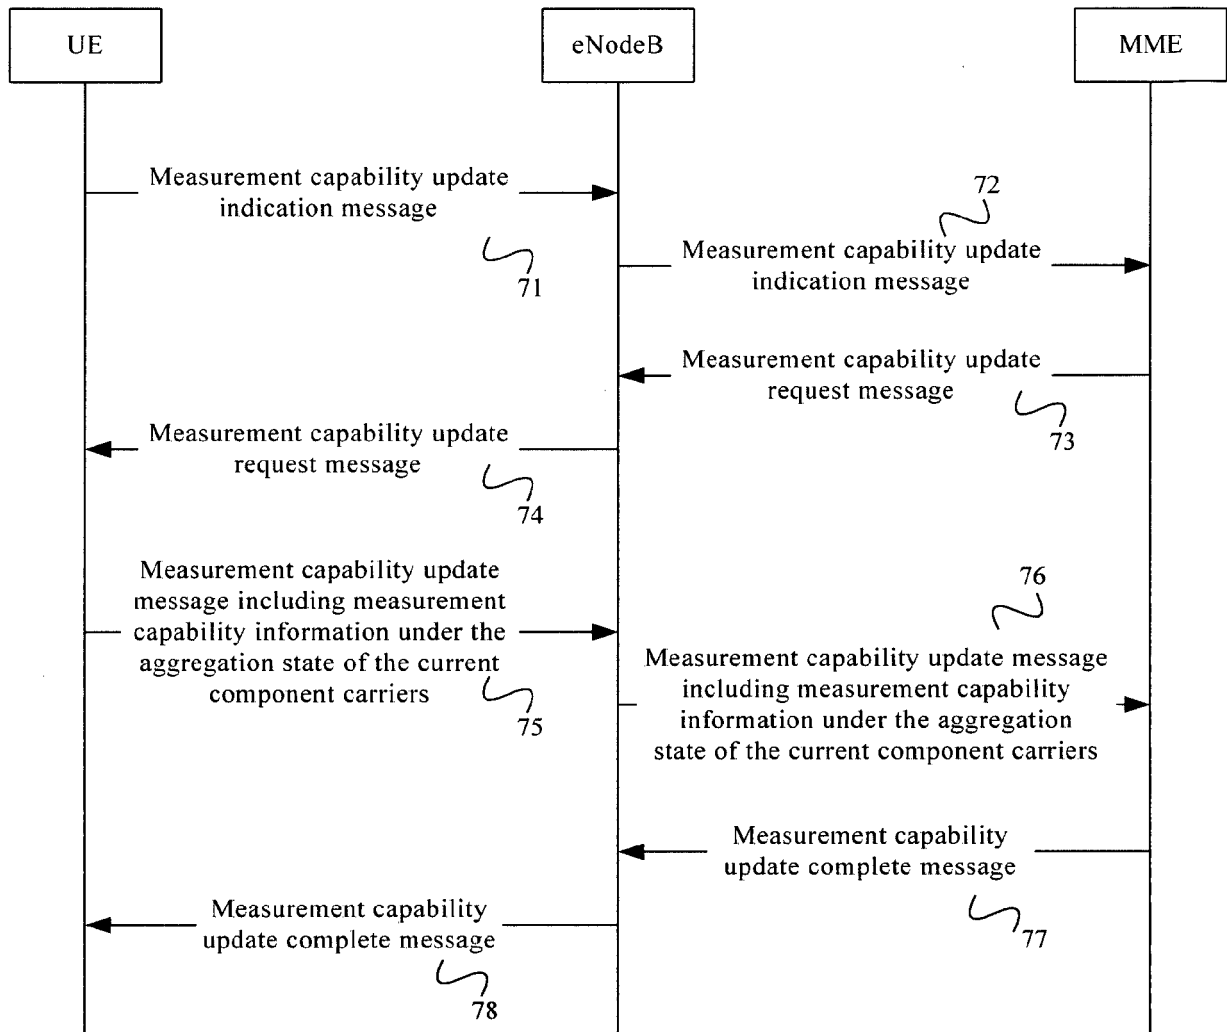 UE
eNodeB
MME
Measurement capability update
indication message
71
72
Measurement capability update
indication message
Measurement capability update
request message
73
Measurement capability update
request message
74
Measurement capability update
message including measurement
capability information under the
aggregation state of the current
component carriers
75
76
Measurement capability update message
including measurement capability
information under the aggregation
state of the current component carriers
Measurement capability
update complete message
77
Measurement capability
update complete message
78